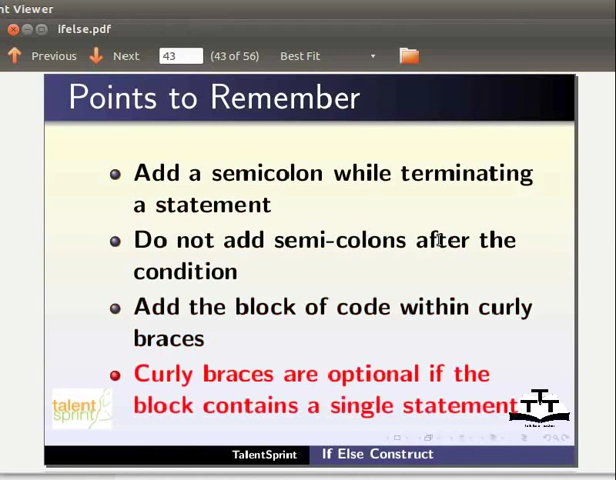 nt Viewer
ifelse.pdf
Previous Next 43 (43 of 56) Best Fit
Points to Remember
Add a semicolon while terminating
a statement
Do not add semi-colons after the
condition
Add the block of code within curly
braces
Curly braces are optional if the
block contains a single statement
talent
sprint
TTT
TalentSprint If Else Construct